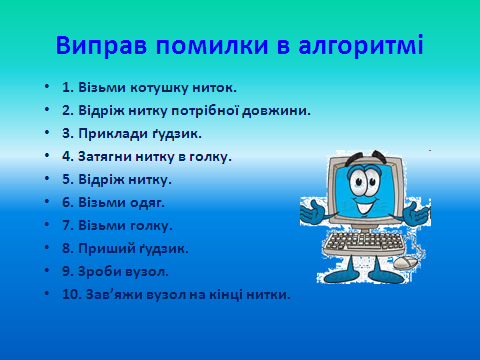 Виправ помилки в алгоритмі
• 1. Візьми котушку ниток.
• 2. Відріж нитку потрібної довжини.
• 3. Приклади ґудзик.
• 4. Затягни нитку в голку.
• 5. Відріж нитку.
• 6. Візьми одяг.
• 7. Візьми голку.
• 8. Приший ґудзик.
• 9. Зроби вузол.
• 10. Зав’яжи вузол на кінці нитки.